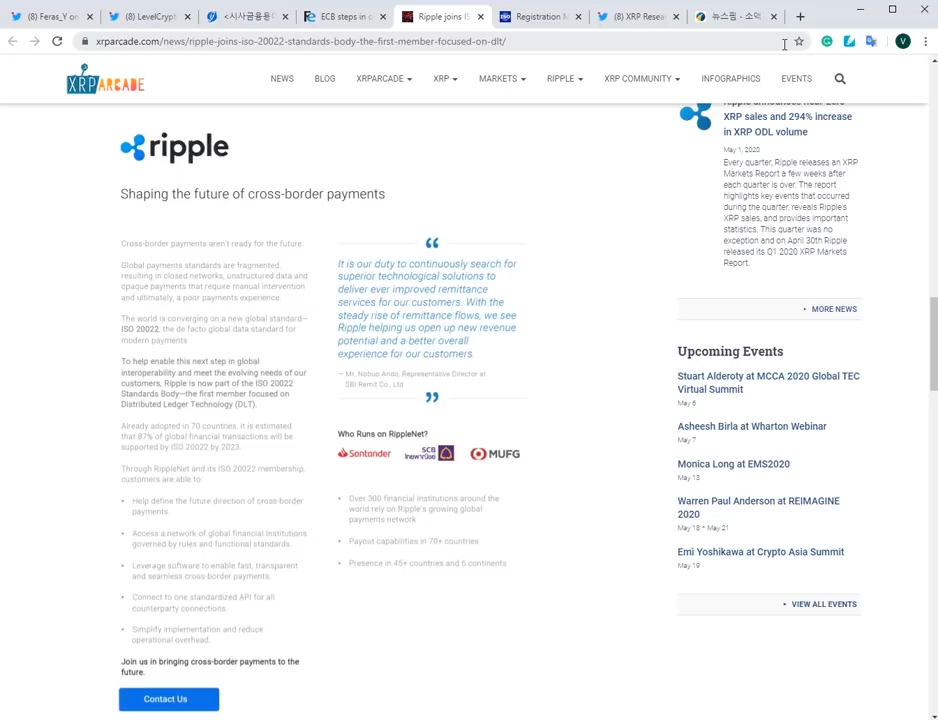 (8) Feras_Y on
(8) LevelCrypt
<시사금융용어
ECB steps in c
Ripple joins IS
Registration M
(8) XRP Resea
뉴스핌 - 소액
xrparcade.com/news/ripple-joins-iso-20022-standards-body-the-first-member-focused-on-dlt/
V
XRPARCADE
NEWS
BLOG
XRPARCADE
XRP
MARKETS
RIPPLE
XRP COMMUNITY
INFOGRAPHICS
EVENTS
ripple
Shaping the future of cross-border payments
Cross-border payments aren't ready for the future.
Global payments standards are fragmented,
resulting in closed networks, unstructured data and
opaque payments that require manual intervention
and ultimately, a poor payments experience.
The world is converging on a new global standard—
ISO 20022, the de facto global data standard for
modern payments
To help enable this next step in global
interoperability and meet the evolving needs of our
customers, Ripple is now part of the ISO 20022
Standards Body—the first member focused on
Distributed Ledger Technology (DLT).
Already adopted in 70 countries, it is estimated
that 87% of global financial transactions will be
supported by ISO 20022 by 2023.
Through RippleNet and its ISO 20022 membership,
customers are able to:
• Help define the future direction of cross-border
payments.
• Access a network of global financial Institutions
governed by rules and functional standards.
• Leverage software to enable fast, transparent
and seamless cross-border payments.
• Connect to one standardized API for all
counterparty connections
• Simplify implementation and reduce
operational overhead.
Join us in bringing cross-border payments to the
future.
Contact Us
“
It is our duty to continuously search for
superior technological solutions to
deliver ever improved remittance
services for our customers. With the
steady rise of remittance flows, we see
Ripple helping us open up new revenue
potential and a better overall
experience for our customers.
— Mr. Nobuo Ando, Representative Director at
SBI Remit Co., Ltd
”
Who Runs on RippleNet?
Santander
SCB
ไทยพาณิชย์
MUFG
• Over 300 financial institutions around the
world rely on Ripple's growing global
payments network
• Payout capabilities in 70+ countries
• Presence in 45+ countries and 6 continents
Ripple announces near-zero
XRP sales and 294% increase
in XRP ODL volume
May 1, 2020
Every quarter, Ripple releases an XRP
Markets Report a few weeks after
each quarter is over. The report
highlights key events that occurred
during the quarter, reveals Ripple's
XRP sales, and provides important
statistics. This quarter was no
exception and on April 30th Ripple
released its Q1 2020 XRP Markets
Report.
• MORE NEWS
Upcoming Events
Stuart Alderoty at MCCA 2020 Global TEC
Virtual Summit
May 6
Asheesh Birla at Wharton Webinar
May 7
Monica Long at EMS2020
May 13
Warren Paul Anderson at REIMAGINE
2020
May 18 - May 21
Emi Yoshikawa at Crypto Asia Summit
May 19
• VIEW ALL EVENTS